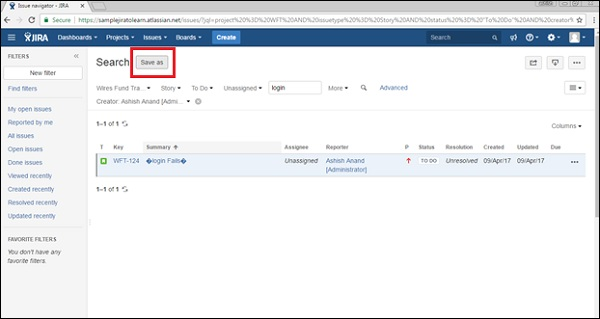 Issue navigator - JIRA
Secure | https://samplejiratolearn.atlassian.net/issues/?jql=project%20%3D%20WFT%20AND%20issuetype%20%3D%20Story%20AND%20status%20%3D%20"To%20Do"%20AND%20creator%
JIRA Dashboards Projects Issues Boards Create Search
FILTERS
New filter
Find filters
My open issues
Reported by me
All issues
Open issues
Done issues
Viewed recently
Created recently
Resolved recently
Updated recently
FAVORITE FILTERS
You don't have any
favorite filters.
Search Save as
Wires Fund Tra... Story To Do Unassigned login More Advanced
Creator: Ashish Anand [Admi...
1–1 of 1
Columns
T Key Summary Assignee Reporter P Status Resolution Created Updated Due
WFT-124 �login Fails� Unassigned Ashish Anand [Administrator] TO DO Unresolved 09/Apr/17 09/Apr/17
1–1 of 1